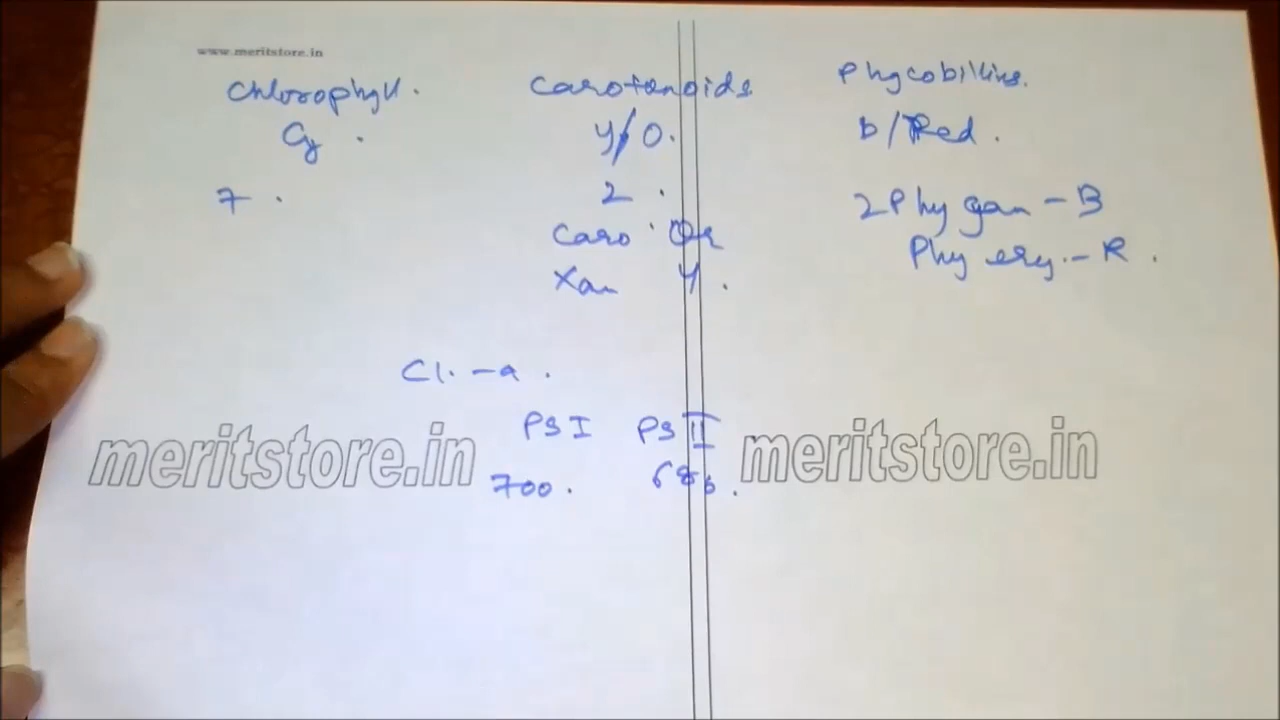 www.meritstore.in
Chlorophyll. Carotenoids Phycobillins.
G. Y/O. b/Red.
7. 2. 2 Phy cyan - B
Caro Or Phy ery. - R.
Xan Y.
Cl. - a.
PS I PS II
meritstore.in meritstore.in
700. 680.